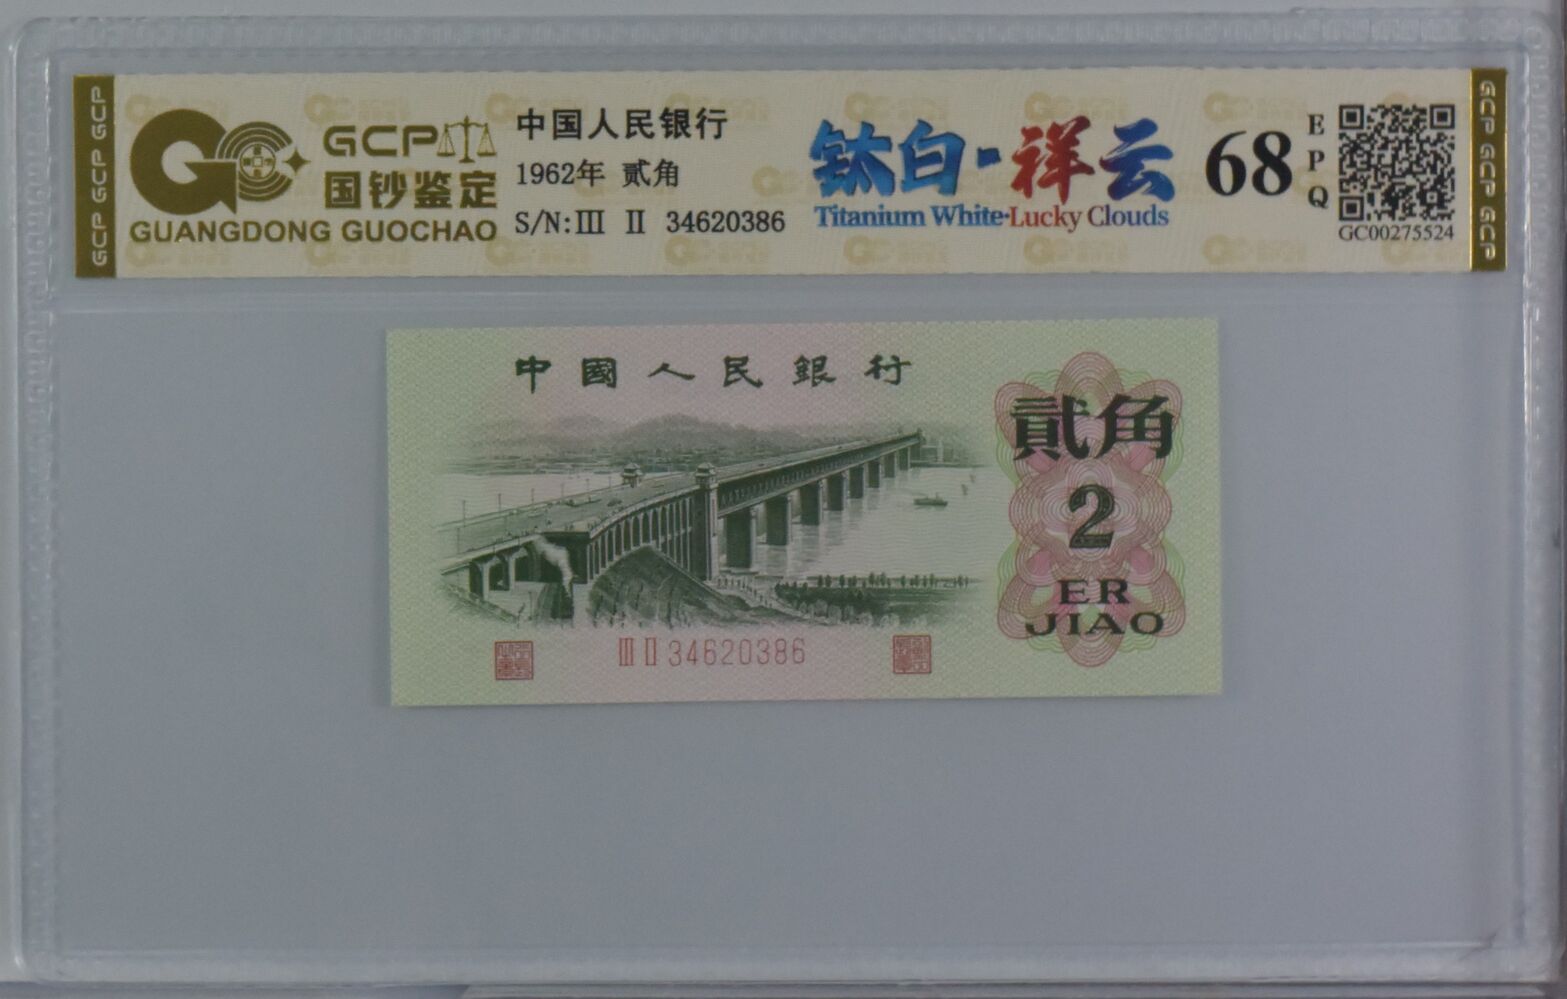 GCP GCP GCP
GCP
国钞鉴定
GUANGDONG GUOCHAO
中国人民银行
1962年 贰角
S/N:Ⅲ Ⅱ 34620386
钛白·祥云
Titanium White·Lucky Clouds
68
EPQ
GC00275524
GCP GCP GCP
中國人民銀行
貳角
2
ER
JIAO
Ⅲ Ⅱ 34620386